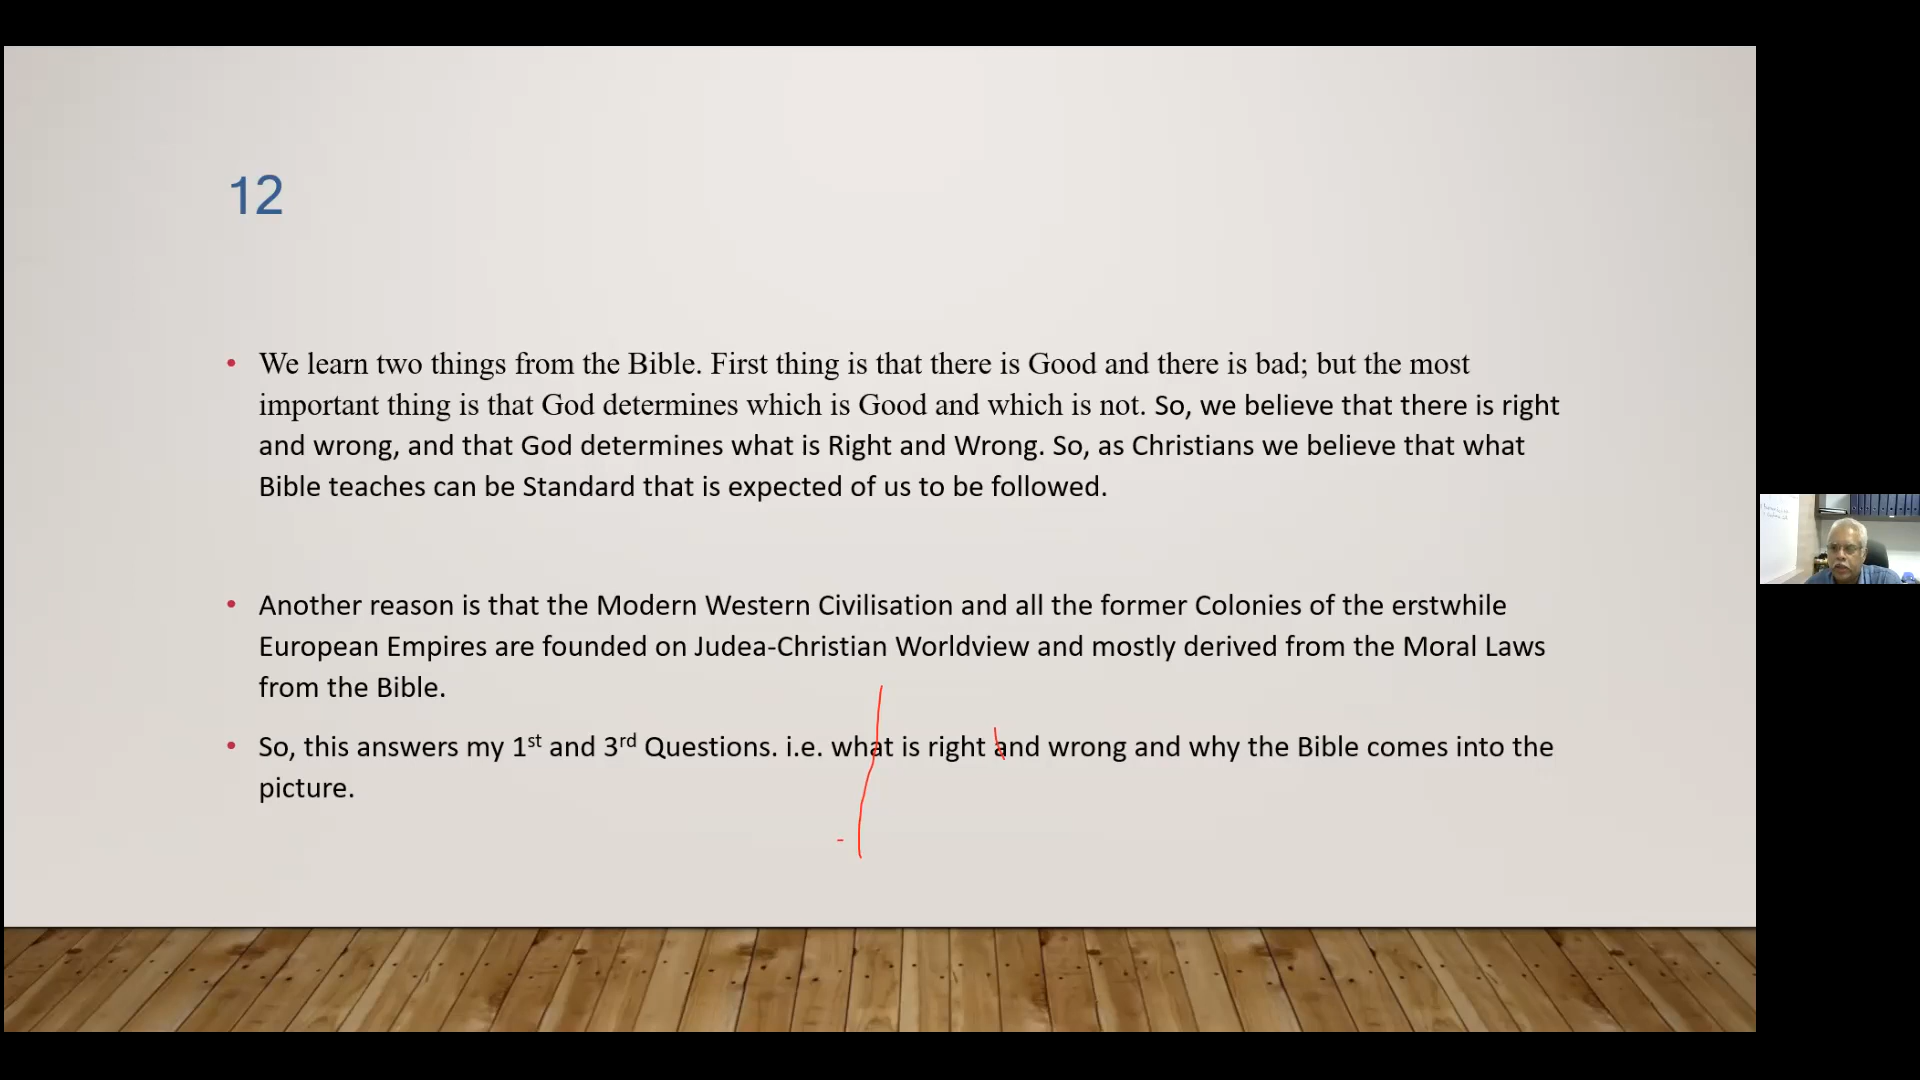 12
• We learn two things from the Bible. First thing is that there is Good and there is bad; but the most
important thing is that God determines which is Good and which is not. So, we believe that there is right
and wrong, and that God determines what is Right and Wrong. So, as Christians we believe that what
Bible teaches can be Standard that is expected of us to be followed.
• Another reason is that the Modern Western Civilisation and all the former Colonies of the erstwhile
European Empires are founded on Judea-Christian Worldview and mostly derived from the Moral Laws
from the Bible.
• So, this answers my 1st and 3rd Questions. i.e. what is right and wrong and why the Bible comes into the
picture.